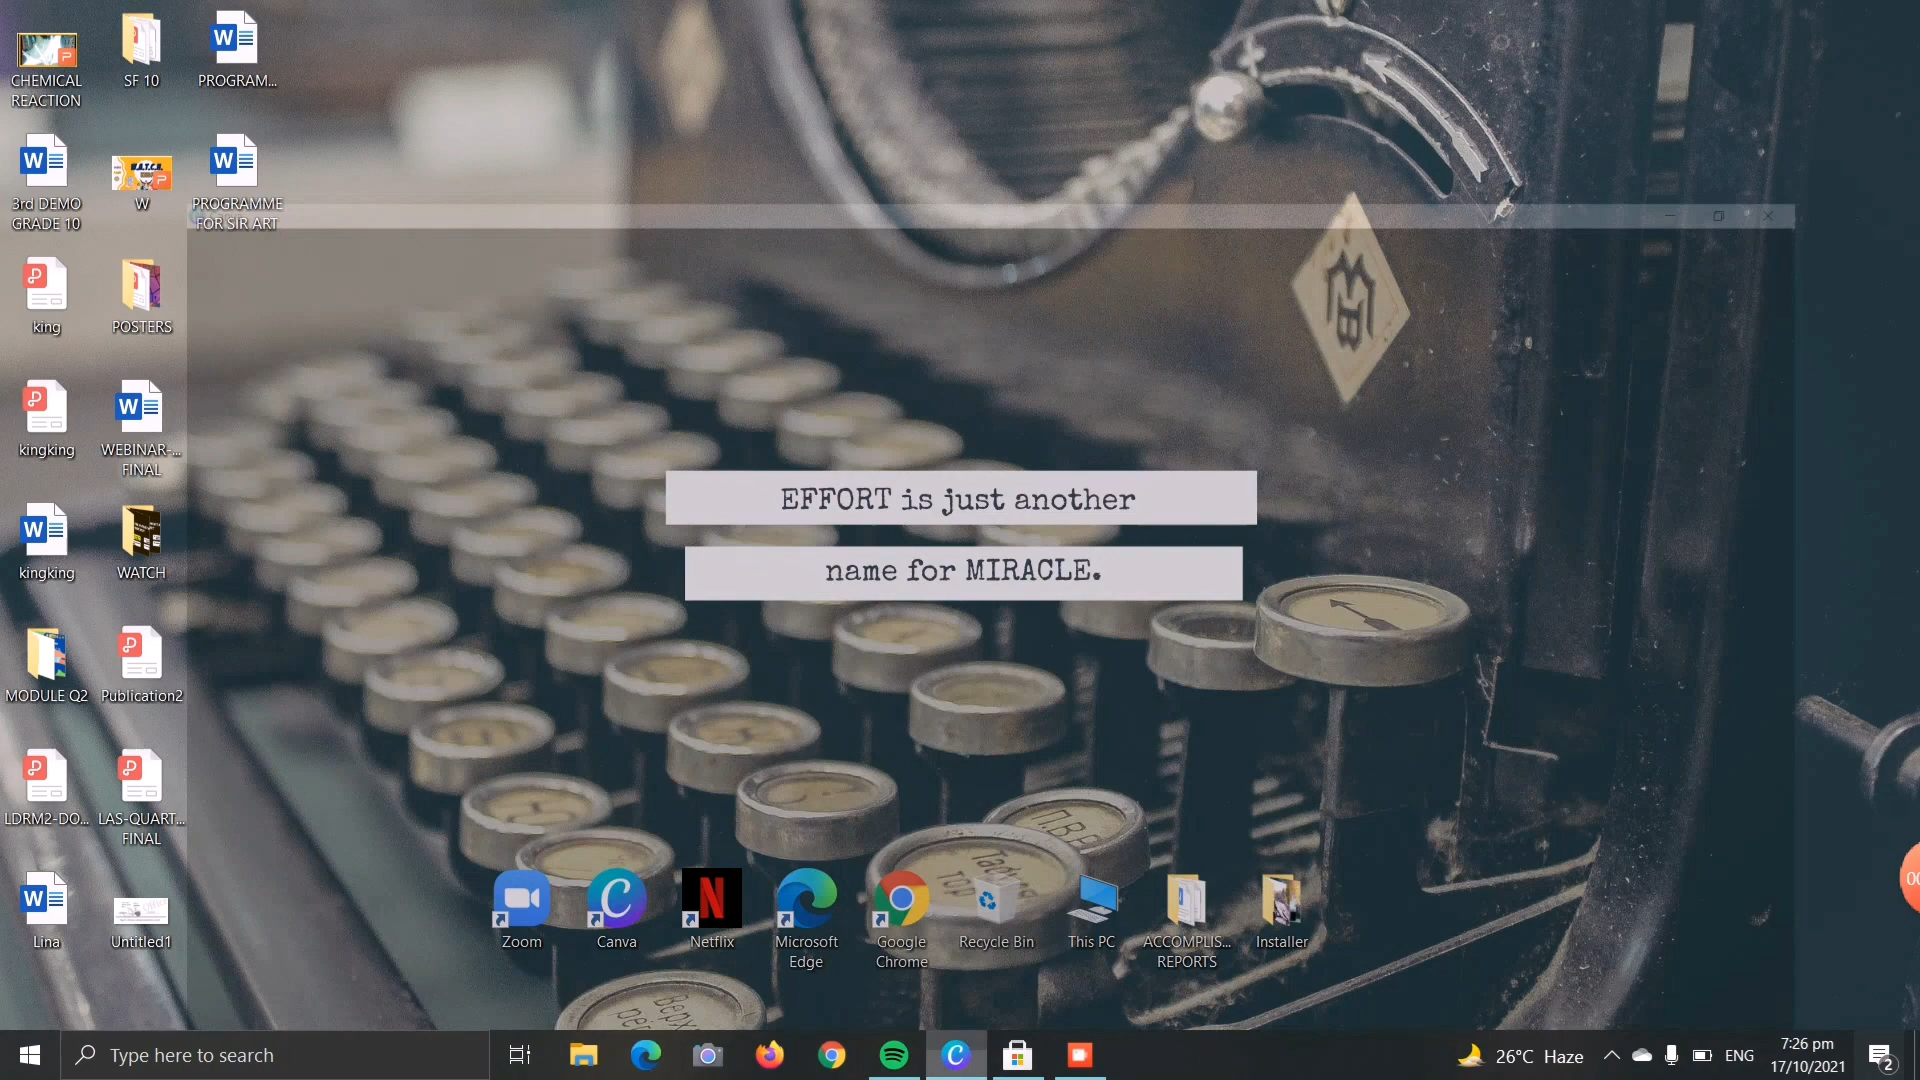 CHEMICAL
REACTION
SF 10
PROGRAM...
3rd DEMO
GRADE 10
W
PROGRAMME
FOR SIR ART
king
POSTERS
kingking
WEBINAR-...
FINAL
kingking
WATCH
MODULE Q2
Publication2
LDRM2-DO...
LAS-QUART...
FINAL
Lina
Untitled1
EFFORT is just another
name for MIRACLE.
Zoom
Canva
Netflix
Microsoft
Edge
Google
Chrome
Recycle Bin
This PC
ACCOMPLIS...
REPORTS
Installer
Type here to search
26°C Haze
ENG
7:26 pm
17/10/2021
2